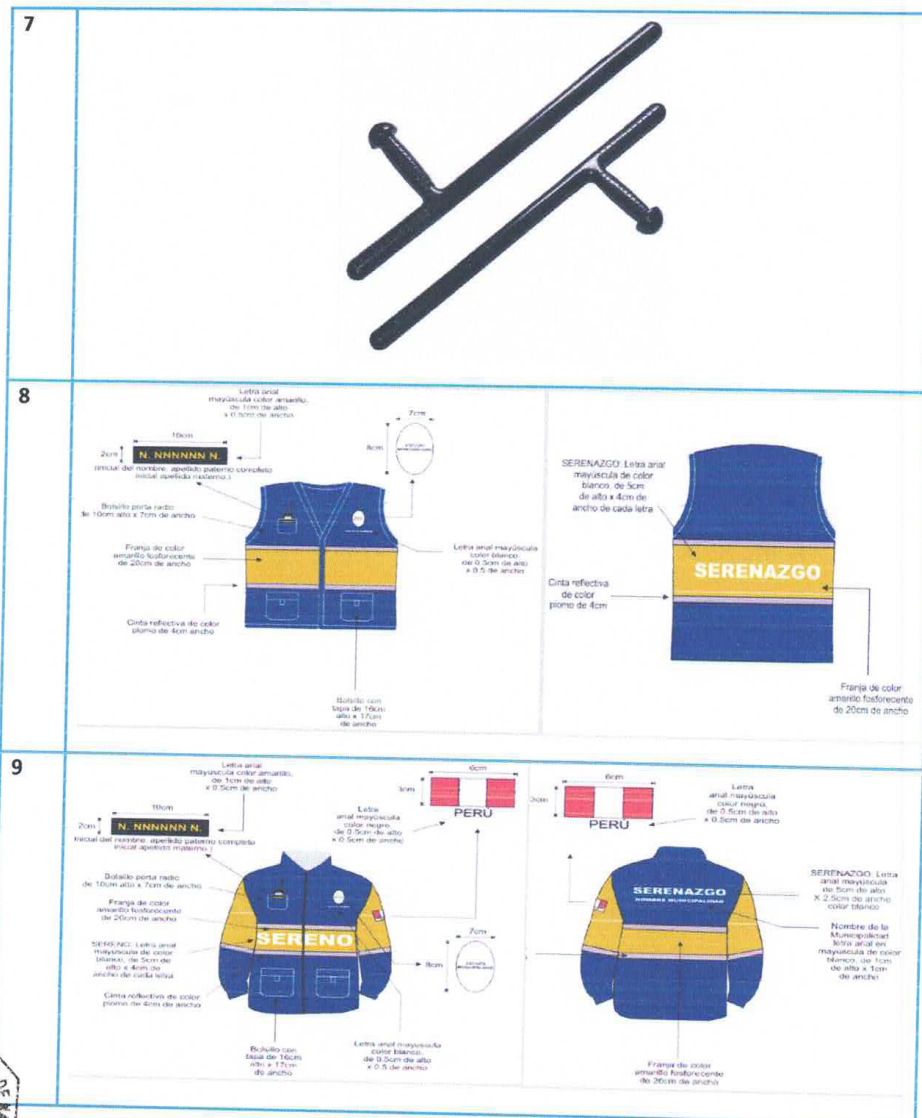 7
8
Letra arial
mayúscula color amarillo,
de 1cm de alto
x 0.5cm de ancho
10cm
2cm
N. NNNNNN N.
(inicial del nombre, apellido paterno completo
inicial apellido materno.)
7cm
8cm
Bolsillo porta radio
de 10cm alto x 7cm de ancho
Franja de color
amarillo fosforecente
de 20cm de ancho
Cinta reflectiva de color
plomo de 4cm ancho
Letra arial mayúscula
color blanco,
de 0.5cm de alto
x 0.5 de ancho
Bolsillo con
tapa de 16cm
alto x 17cm
de ancho
SERENAZGO: Letra arial
mayúscula de color
blanco, de 5cm
de alto x 4cm de
ancho de cada letra
SERENAZGO
Cinta reflectiva
de color
plomo de 4cm
Franja de color
amarillo fosforecente
de 20cm de ancho
9
Letra arial
mayúscula color amarillo,
de 1cm de alto
x 0.5cm de ancho
10cm
2cm
N. NNNNNN N.
inicial del nombre, apellido paterno completo
inicial apellido materno.)
6cm
3cm
PERÚ
Letra
arial mayúscula
color negro,
de 0.5cm de alto
x 0.5cm de ancho
Bolsillo porta radio
de 10cm alto x 7cm de ancho
Franja de color
amarillo fosforecente
de 20cm de ancho
SERENO: Letra arial
mayúscula de color
blanco, de 5cm de
alto x 4cm de
ancho de cada letra
Cinta reflectiva de color
plomo de 4cm de ancho
SERENO
7cm
8cm
Bolsillo con
tapa de 16cm
alto x 17cm
de ancho
Letra arial mayúscula
color blanco,
de 0.5cm de alto
x 0.5 de ancho
6cm
3cm
PERÚ
Letra
arial mayúscula
color negro,
de 0.5cm de alto
x 0.5cm de ancho
SERENAZGO
NOMBRE MUNICIPALIDAD
SERENAZGO: Letra
arial mayúscula
de 5cm de alto
X 2.5cm de ancho
color blanco
Nombre de la
Municipalidad
letra arial en
mayúscula de color
blanco, de 1cm
de alto x 1cm
de ancho
Franja de color
amarillo fosforecente
de 20cm de ancho